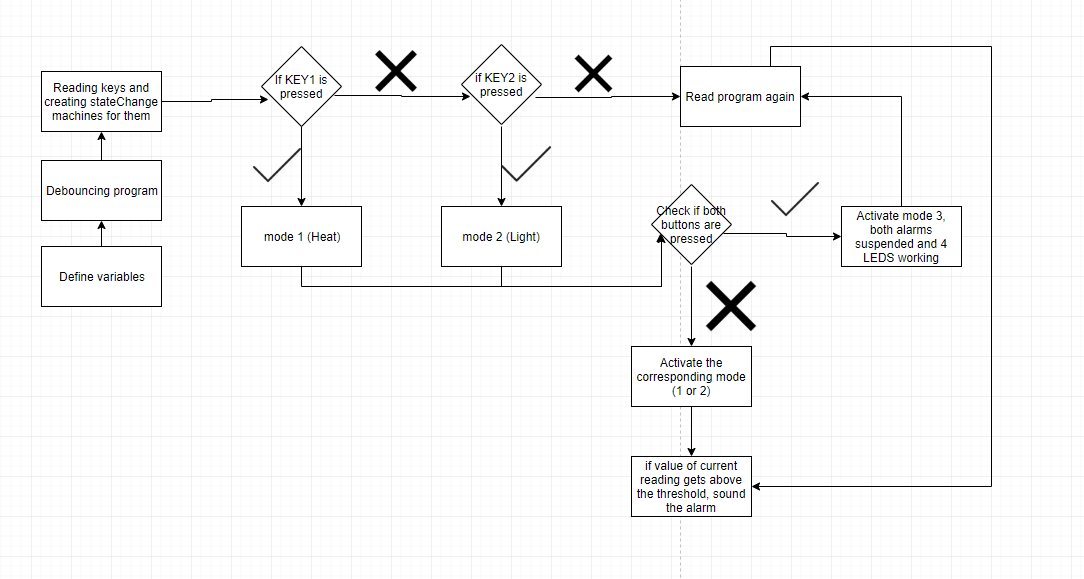 Reading keys and
creating stateChange
machines for them
If KEY1 is
pressed
if KEY2 is
pressed
Read program again
Debouncing program
Define variables
mode 1 (Heat)
mode 2 (Light)
Check if both
buttons are
pressed
Activate mode 3,
both alarms
suspended and 4
LEDS working
Activate the
corresponding mode
(1 or 2)
if value of current
reading gets above
the threshold, sound
the alarm